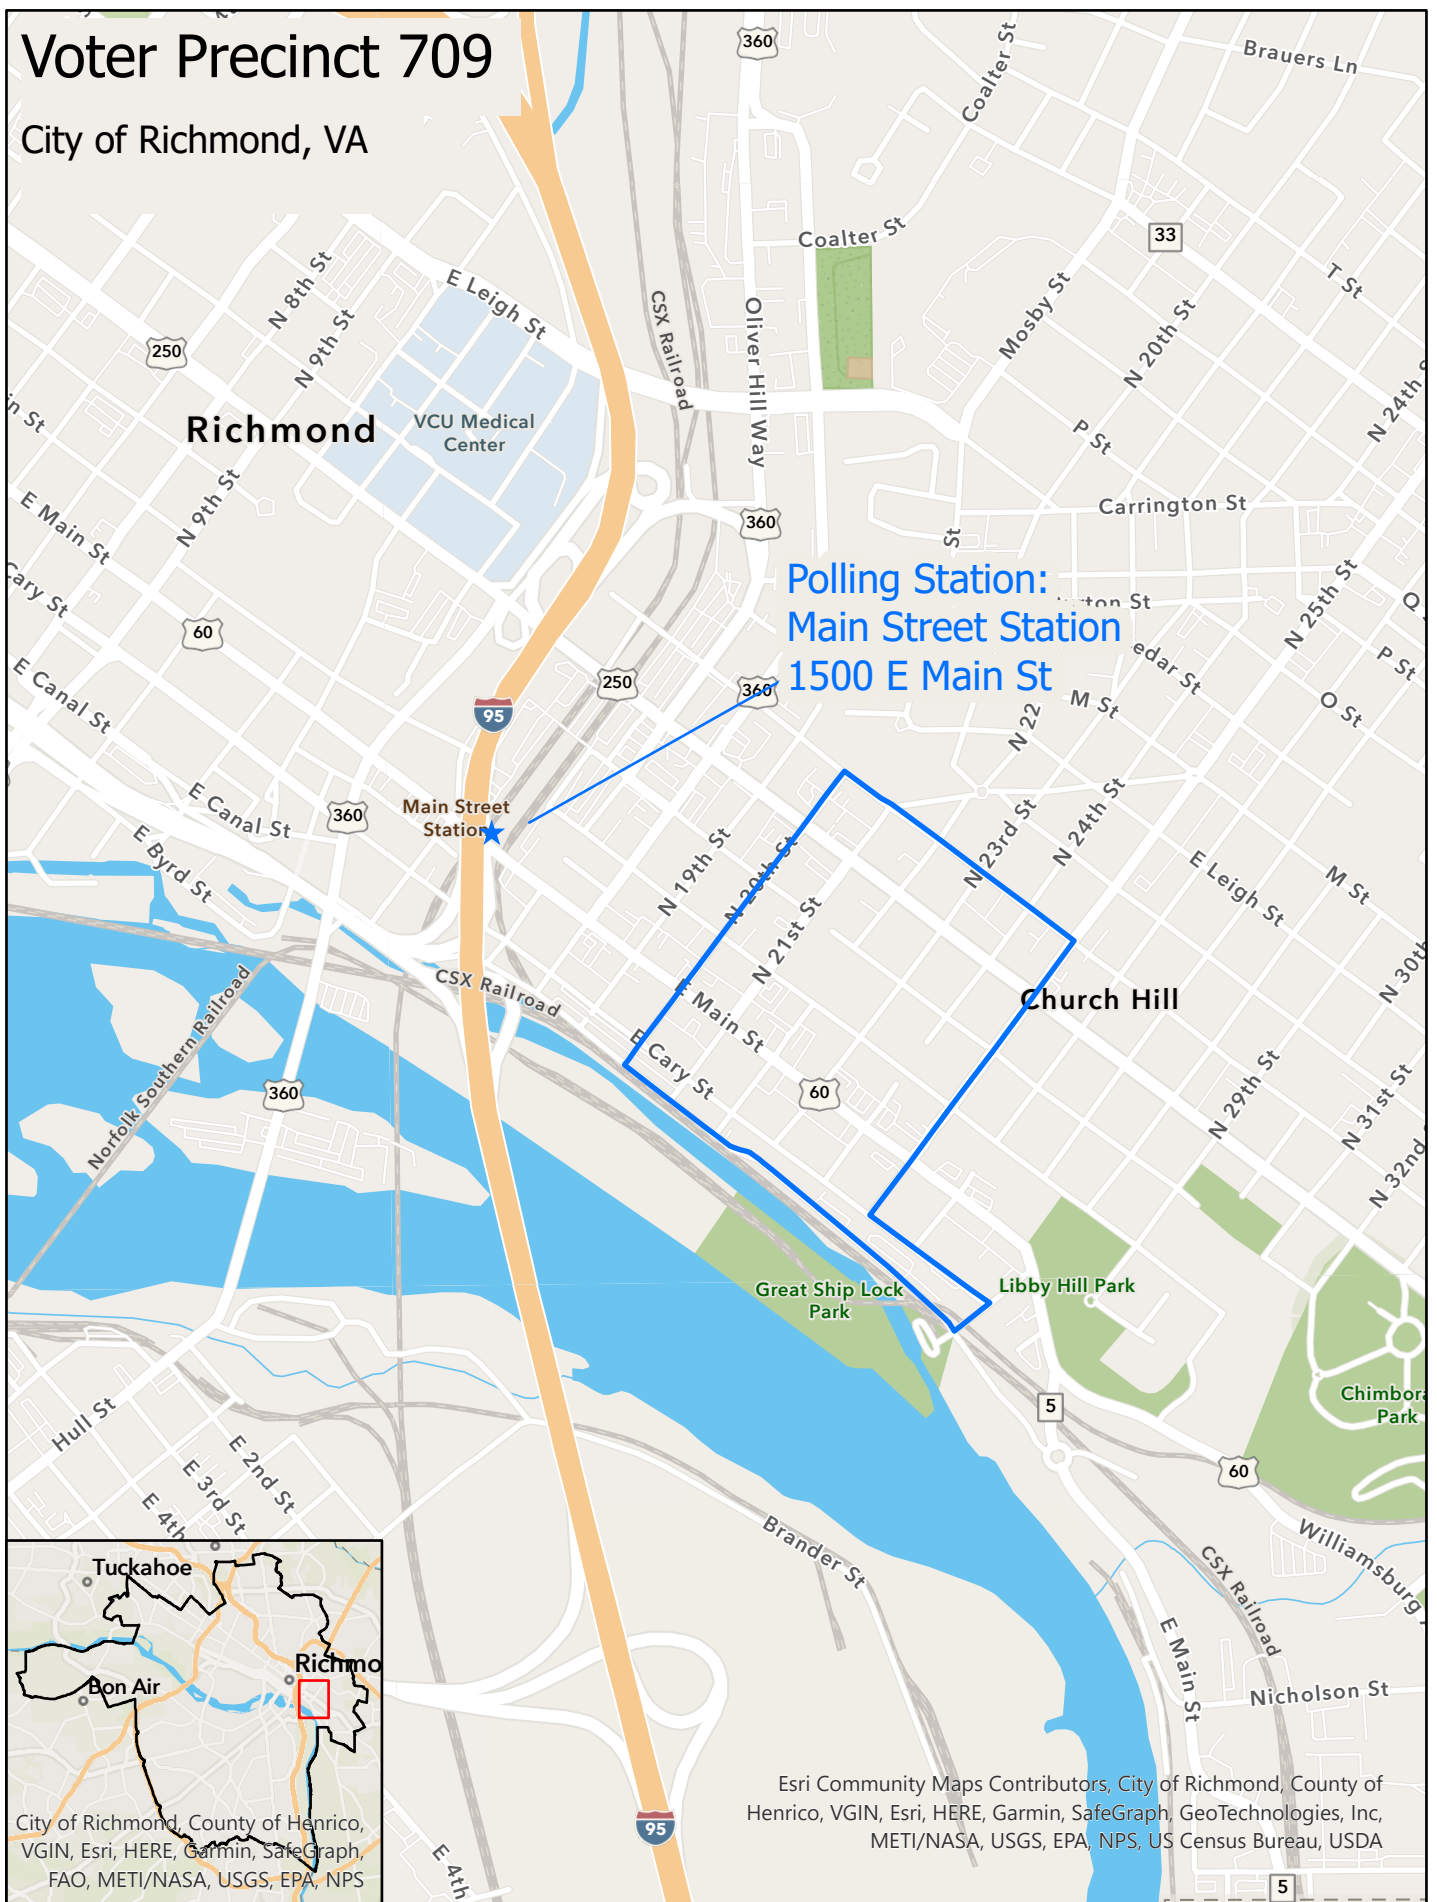 Voter Precinct 709
City of Richmond, VA
360
Coalter St
Brauers Ln
Coalter St
33
T St
N 8th St
E Leigh St
N 9th St
CSX Railroad
Oliver Hill Way
Mosby St
N 20th St
N 24th
250
Richmond
VCU Medical
Center
P St
N 9th St
E Main St
Carrington St
360
St
Cary St
Polling Station:
Main Street Station
1500 E Main St
N 25th St
Q
60
P St
E Canal St
250
360
95
N 22
M St
O St
E Canal St
360
Main Street
Station
E Byrd St
N 19th St
N 20th St
N 21st St
N 23rd St
N 24th St
E Leigh St
M St
N 30th
CSX Railroad
E Main St
Church Hill
E Cary St
Norfolk Southern Railroad
360
60
N 29th St
N 31st St
N 32nd
Great Ship Lock
Park
Libby Hill Park
Park
5
Hull St
E 2nd St
E 3rd St
E 4th
60
Brander St
Williamsburg
CSX Railroad
E Main St
Nicholson St
Tuckahoe
Bon Air
City of Richmond, County of Henrico,
VGIN, Esri, HERE, Garmin, SafeGraph,
FAO, METI/NASA, USGS, EPA, NPS
95
E 4th
Esri Community Maps Contributors, City of Richmond, County of
Henrico, VGIN, Esri, HERE, Garmin, SafeGraph, GeoTechnologies, Inc,
METI/NASA, USGS, EPA, NPS, US Census Bureau, USDA
5